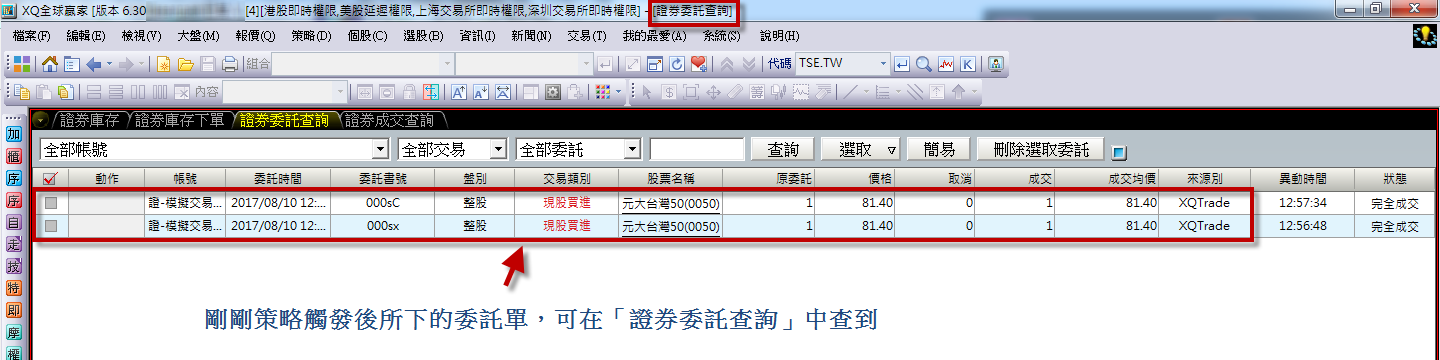 XQ全球贏家 [版本 6.30 [4][港股即時權限,美股延遲權限,上海交易所即時權限,深圳交易所即時權限] - [證券委託查詢]
檔案(F) 編輯(E) 檢視(V) 大盤(M) 報價(Q) 策略(D) 個股(C) 選股(B) 資訊(I) 新聞(N) 交易(T) 我的最愛(A) 系統(S) 說明(H)
組合 代碼 TSE.TW
內容
證券庫存 證券庫存下單 證券委託查詢 證券成交查詢
全部帳號 全部交易 全部委託 查詢 選取 簡易 刪除選取委託
動作 帳號 委託時間 委託書號 盤別 交易類別 股票名稱 原委託 價格 取消 成交 成交均價 來源別 異動時間 狀態
證-模擬交易... 2017/08/10 12:... 000sC 整股 現股買進 元大台灣50(0050) 1 81.40 0 1 81.40 XQTrade 12:57:34 完全成交
證-模擬交易... 2017/08/10 12:... 000sx 整股 現股買進 元大台灣50(0050) 1 81.40 0 1 81.40 XQTrade 12:56:48 完全成交
加
櫃
序
序
自
走
技
特
即
摩
權
剛剛策略觸發後所下的委託單，可在「證券委託查詢」中查到